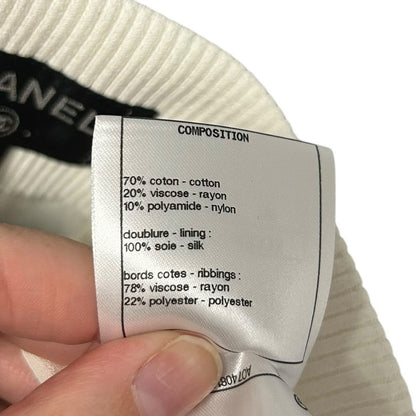 ANEL
COMPOSITION
70% coton - cotton
20% viscose - rayon
10% polyamide - nylon
doublure - lining :
100% soie - silk
bords cotes - ribbings :
78% viscose - rayon
22% polyester - polyester